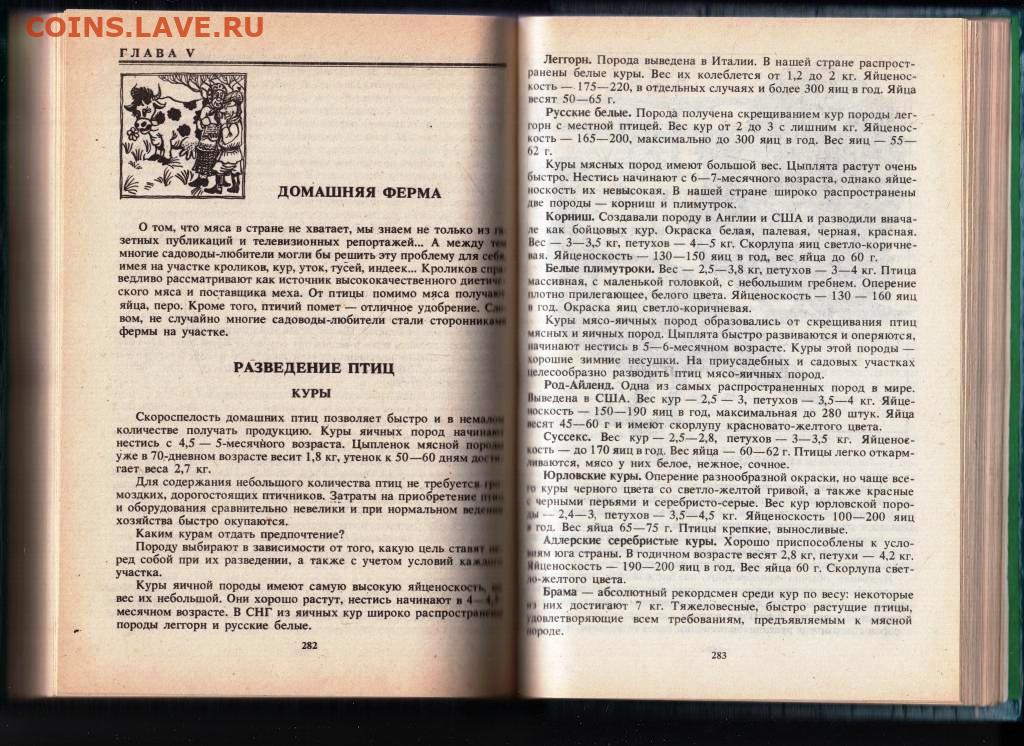 COINS.LAVE.RU
ГЛАВА V
ДОМАШНЯЯ ФЕРМА
О том, что мяса в стране не хватает, мы знаем не только из
зетных публикаций и телевизионных репортажей... А между тем
многие садоводы-любители могли бы решить эту проблему для себя,
имея на участке кроликов, кур, уток, гусей, индеек... Кроликов спра-
ведливо рассматривают как источник высококачественного диетиче-
ского мяса и поставщика меха. От птицы помимо мяса получают
яйца, перо. Кроме того, птичий помет — отличное удобрение. Сло-
вом, не случайно многие садоводы-любители стали сторонниками
фермы на участке.
РАЗВЕДЕНИЕ ПТИЦ
КУРЫ
Скороспелость домашних птиц позволяет быстро и в немалом
количестве получать продукцию. Куры яичных пород начинают
нестись с 4,5 — 5-месячного возраста. Цыпленок мясной породы
уже в 70-дневном возрасте весит 1,8 кг, утенок к 50—60 дням дости-
гает веса 2,7 кг.
Для содержания небольшого количества птиц не требуется гро-
моздких, дорогостоящих птичников. Затраты на приобретение птиц
и оборудования сравнительно невелики и при нормальном ведении
хозяйства быстро окупаются.
Каким курам отдать предпочтение?
Породу выбирают в зависимости от того, какую цель ставят пе-
ред собой при их разведении, а также с учетом условий каждого
участка.
Куры яичной породы имеют самую высокую яйценоскость, но
вес их небольшой. Они хорошо растут, нестись начинают в 4—4,5-
месячном возрасте. В СНГ из яичных кур широко распространены
породы леггорн и русские белые.
282
Леггорн. Порода выведена в Италии. В нашей стране распрост-
ранены белые куры. Вес их колеблется от 1,2 до 2 кг. Яйценос-
кость — 175—220, в отдельных случаях и более 300 яиц в год. Яйца
весят 50—65 г.
Русские белые. Порода получена скрещиванием кур породы лег-
горн с местной птицей. Вес кур от 2 до 3 с лишним кг. Яйценос-
кость — 165—200, максимально до 300 яиц в год. Вес яиц — 55—
62 г.
Куры мясных пород имеют большой вес. Цыплята растут очень
быстро. Нестись начинают с 6—7-месячного возраста, однако яйце-
носкость их невысокая. В нашей стране широко распространены
две породы — корниш и плимутрок.
Корниш. Создавали породу в Англии и США и разводили внача-
ле как бойцовых кур. Окраска белая, палевая, черная, красная.
Вес — 3—3,5 кг, петухов — 4—5 кг. Скорлупа яиц светло-коричне-
вая. Яйценоскость — 130—150 яиц в год, вес яйца до 60 г.
Белые плимутроки. Вес — 2,5—3,8 кг, петухов — 3—4 кг. Птица
массивная, с маленькой головкой, с небольшим гребнем. Оперение
плотно прилегающее, белого цвета. Яйценоскость — 130 — 160 яиц
в год. Окраска яиц светло-коричневая.
Куры мясо-яичных пород образовались от скрещивания птиц
мясных и яичных пород. Цыплята быстро развиваются и оперяются,
начинают нестись в 5—6-месячном возрасте. Куры этой породы —
хорошие зимние несушки. На приусадебных и садовых участках
целесообразно разводить птиц мясо-яичных пород.
Род-Айленд. Одна из самых распространенных пород в мире.
Выведена в США. Вес кур — 2,5 — 3, петухов — 3,5—4 кг. Яйце-
носкость — 150—190 яиц в год, максимальная до 280 штук. Яйца
весят 45—60 г и имеют скорлупу красновато-желтого цвета.
Суссекс. Вес кур — 2,5—2,8, петухов — 3—3,5 кг. Яйценос-
кость — до 170 яиц в год. Вес яйца — 60—62 г. Птицы легко откарм-
ливаются, мясо у них белое, нежное, сочное.
Юрловские куры. Оперение разнообразной окраски, но чаще все-
го куры черного цвета со светло-желтой гривой, а также красные
с черными перьями и серебристо-серые. Вес кур юрловской поро-
ды — 2,4—3, петухов — 3,5—4,5 кг. Яйценоскость 100—200 яиц
в год. Вес яйца 65—75 г. Птицы крепкие, выносливые.
Адлерские серебристые куры. Хорошо приспособлены к усло-
виям юга страны. В годичном возрасте весят 2,8 кг, петухи — 4,2 кг.
Яйценоскость — 190—200 яиц в год. Вес яйца 60 г. Скорлупа свет-
ло-желтого цвета.
Брама — абсолютный рекордсмен среди кур по весу: некоторые
из них достигают 7 кг. Тяжеловесные, быстро растущие птицы,
удовлетворяющие всем требованиям, предъявляемым к мясной
породе.
283